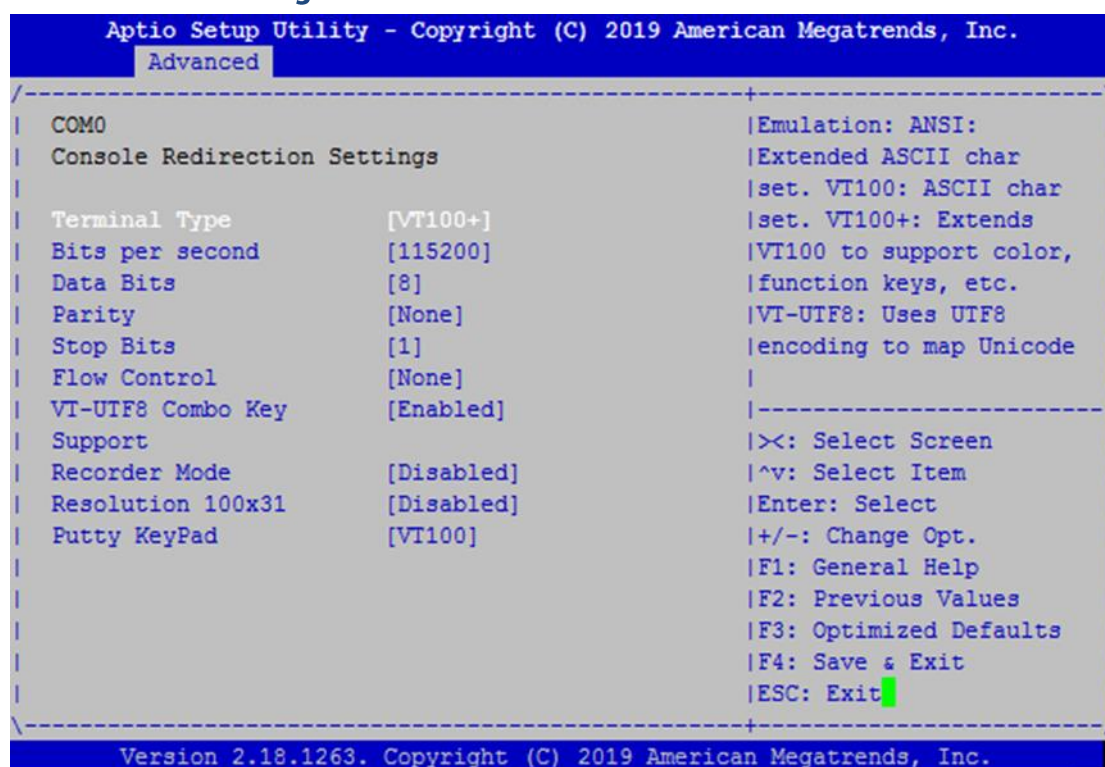 Aptio Setup Utility - Copyright (C) 2019 American Megatrends, Inc.
Advanced
/----------------------------------------------------+-------------------------
| COM0 |Emulation: ANSI:
| Console Redirection Settings |Extended ASCII char
| |set. VT100: ASCII char
| Terminal Type [VT100+] |set. VT100+: Extends
| Bits per second [115200] |VT100 to support color,
| Data Bits [8] |function keys, etc.
| Parity [None] |VT-UTF8: Uses UTF8
| Stop Bits [1] |encoding to map Unicode
| Flow Control [None] |
| VT-UTF8 Combo Key [Enabled] |-------------------------
| Support |><: Select Screen
| Recorder Mode [Disabled] |^v: Select Item
| Resolution 100x31 [Disabled] |Enter: Select
| Putty KeyPad [VT100] |+/-: Change Opt.
| |F1: General Help
| |F2: Previous Values
| |F3: Optimized Defaults
| |F4: Save & Exit
| |ESC: Exit
\----------------------------------------------------+-------------------------
Version 2.18.1263. Copyright (C) 2019 American Megatrends, Inc.